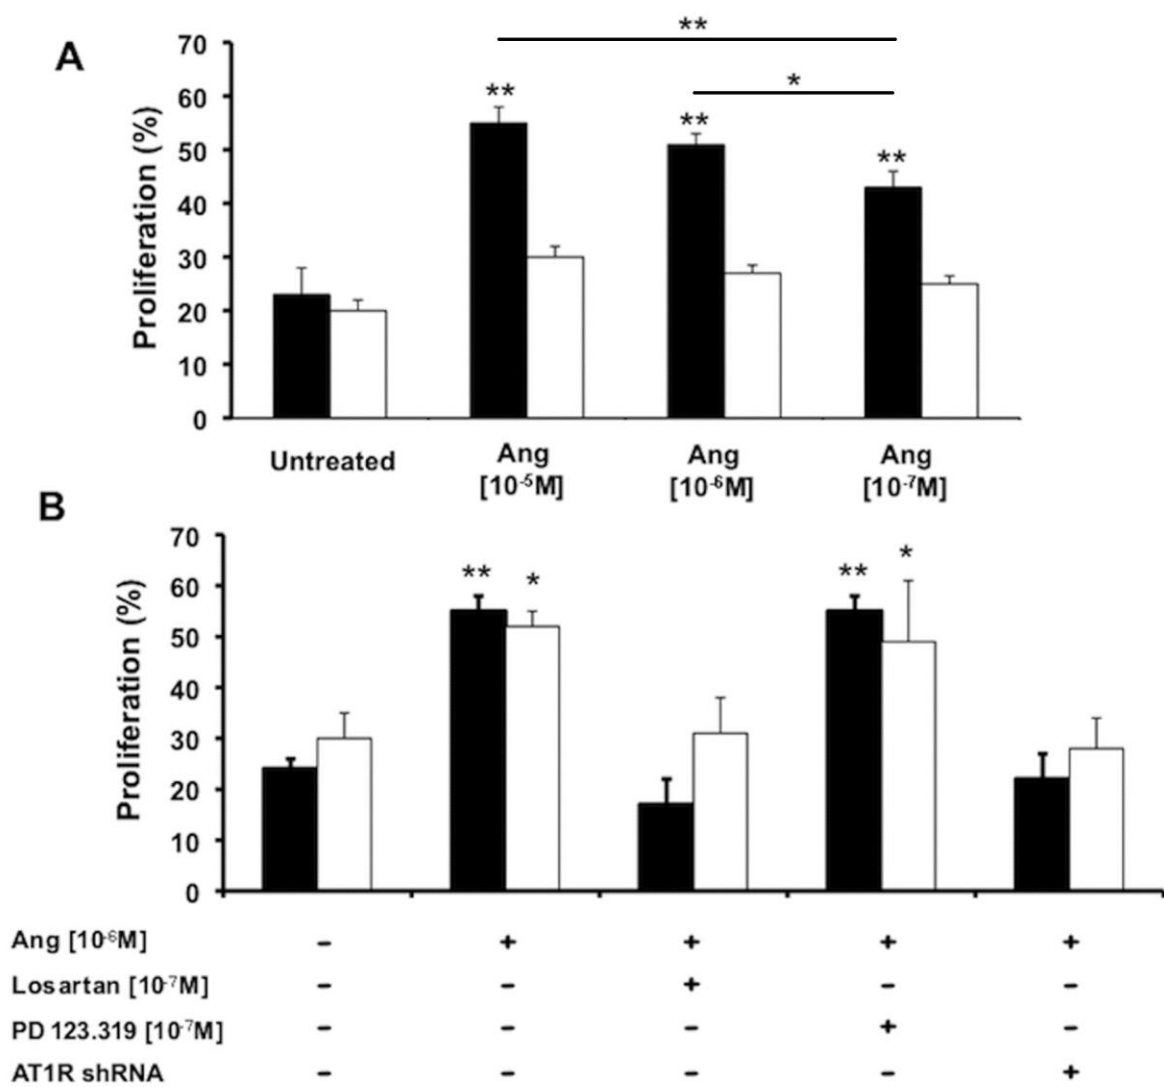 A
**
70
60
50
40
30
20
10
0
Proliferation (%)
*
**
**
**
Untreated
Ang
[10-5M]
Ang
[10-6M]
Ang
[10-7M]
B
70
60
50
40
30
20
10
0
Proliferation (%)
** * ** *
Ang [10-6M] – + + + +
Losartan [10-7M] – – + – –
PD 123.319 [10-7M] – – – + –
AT1R shRNA – – – – +